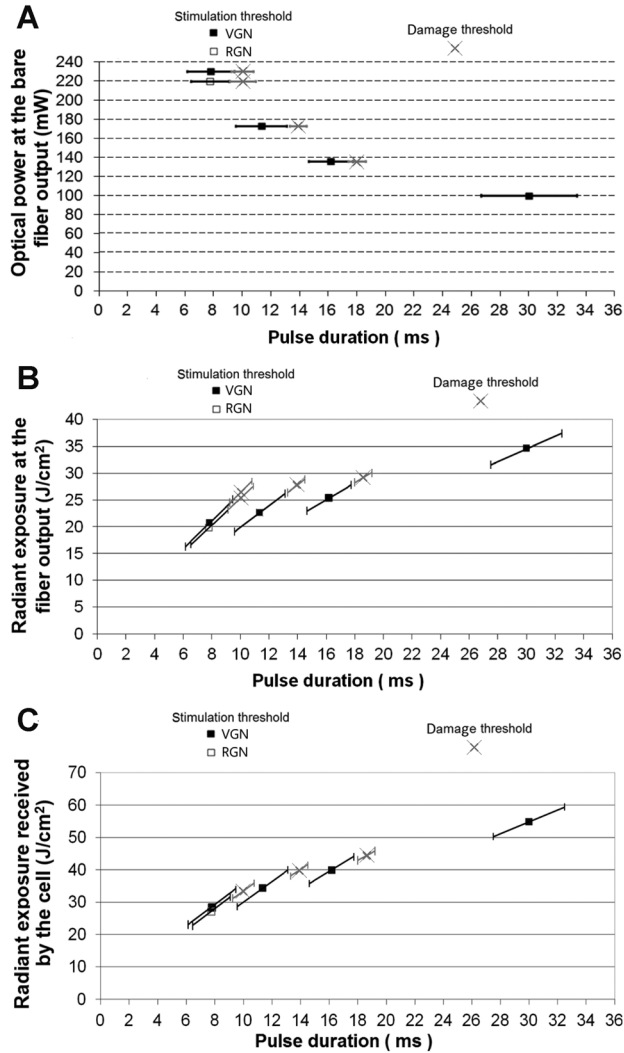 A
Stimulation threshold
VGN
RGN
Damage threshold
Optical power at the bare
fiber output (mW)
240
220
200
180
160
140
120
100
80
60
40
20
0
0 2 4 6 8 10 12 14 16 18 20 22 24 26 28 30 32 34 36
Pulse duration ( ms )
B
Stimulation threshold
VGN
RGN
Damage threshold
Radiant exposure at the
fiber output (J/cm²)
40
35
30
25
20
15
10
5
0
0 2 4 6 8 10 12 14 16 18 20 22 24 26 28 30 32 34 36
Pulse duration ( ms )
C
Stimulation threshold
VGN
RGN
Damage threshold
Radiant exposure received
by the cell (J/cm²)
70
60
50
40
30
20
10
0
0 2 4 6 8 10 12 14 16 18 20 22 24 26 28 30 32 34 36
Pulse duration ( ms )